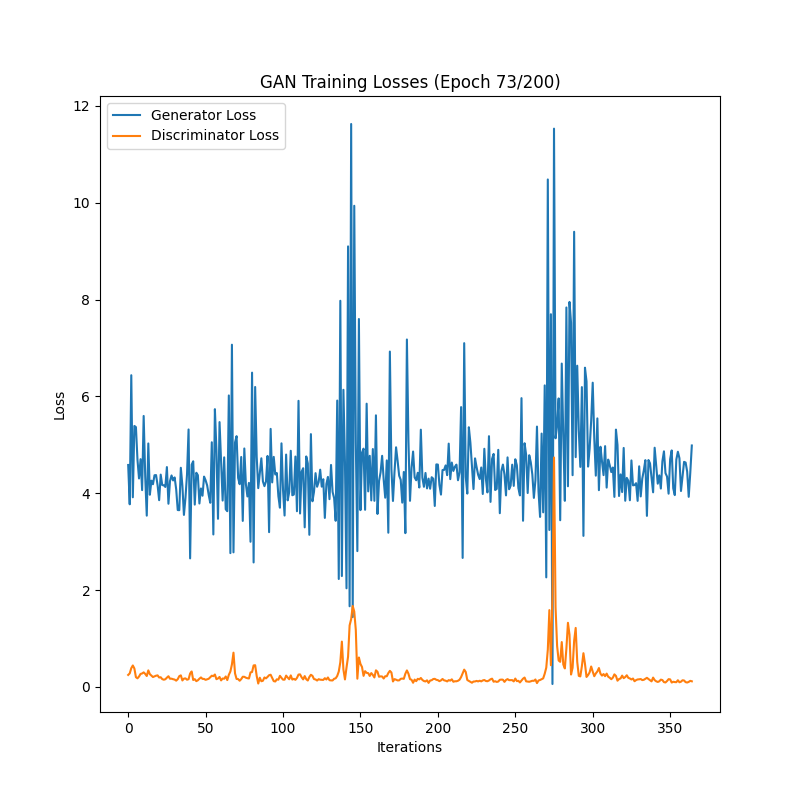 GAN Training Losses (Epoch 73/200)
Generator Loss
Discriminator Loss
12
10
8
6
4
2
0
Loss
0 50 100 150 200 250 300 350
Iterations